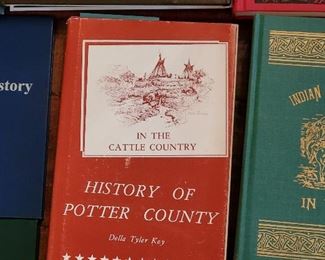 story
IN THE
CATTLE COUNTRY
HISTORY OF
POTTER COUNTY
Della Tyler Key
INDIAN
IN